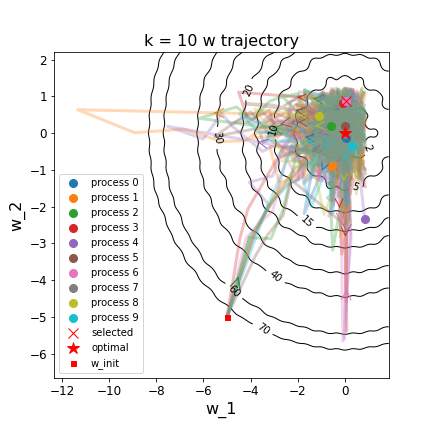 k = 10 w trajectory
w_2
2
1
0
−1
−2
−3
−4
−5
−6
20
30
10
2
5
15
40
60
70
process 0
process 1
process 2
process 3
process 4
process 5
process 6
process 7
process 8
process 9
selected
optimal
w_init
−12
−10
−8
−6
−4
−2
0
w_1